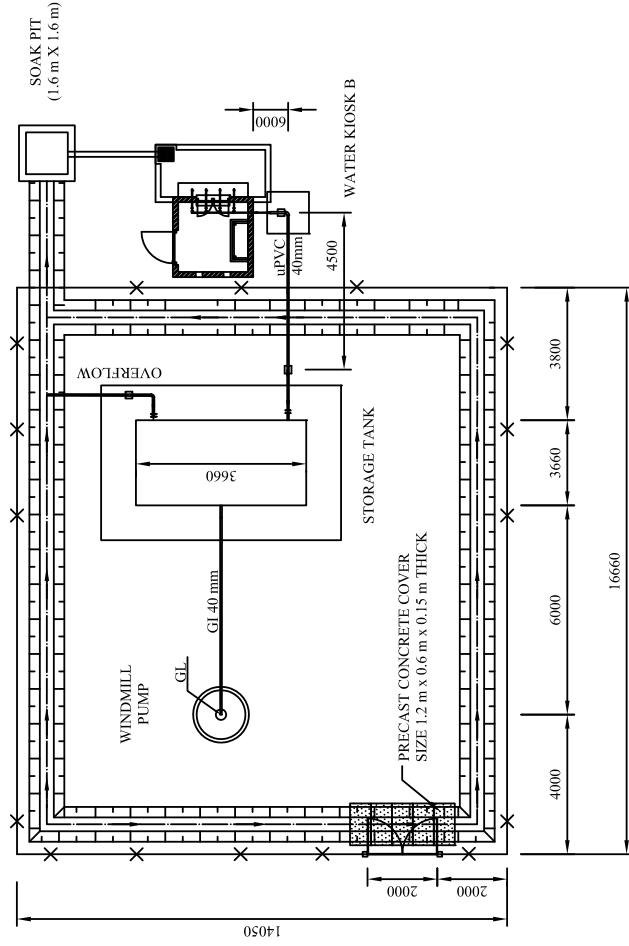 SOAK PIT
(1.6 m X 1.6 m)
6000
WATER KIOSK B
uPVC
40mm
4500
OVERFLOW
3660
STORAGE TANK
GI 40 mm
GL
WINDMILL
PUMP
PRECAST CONCRETE COVER
SIZE 1.2 m x 0.6 m x 0.15 m THICK
3800
3660
6000
4000
16660
2000
2000
14050